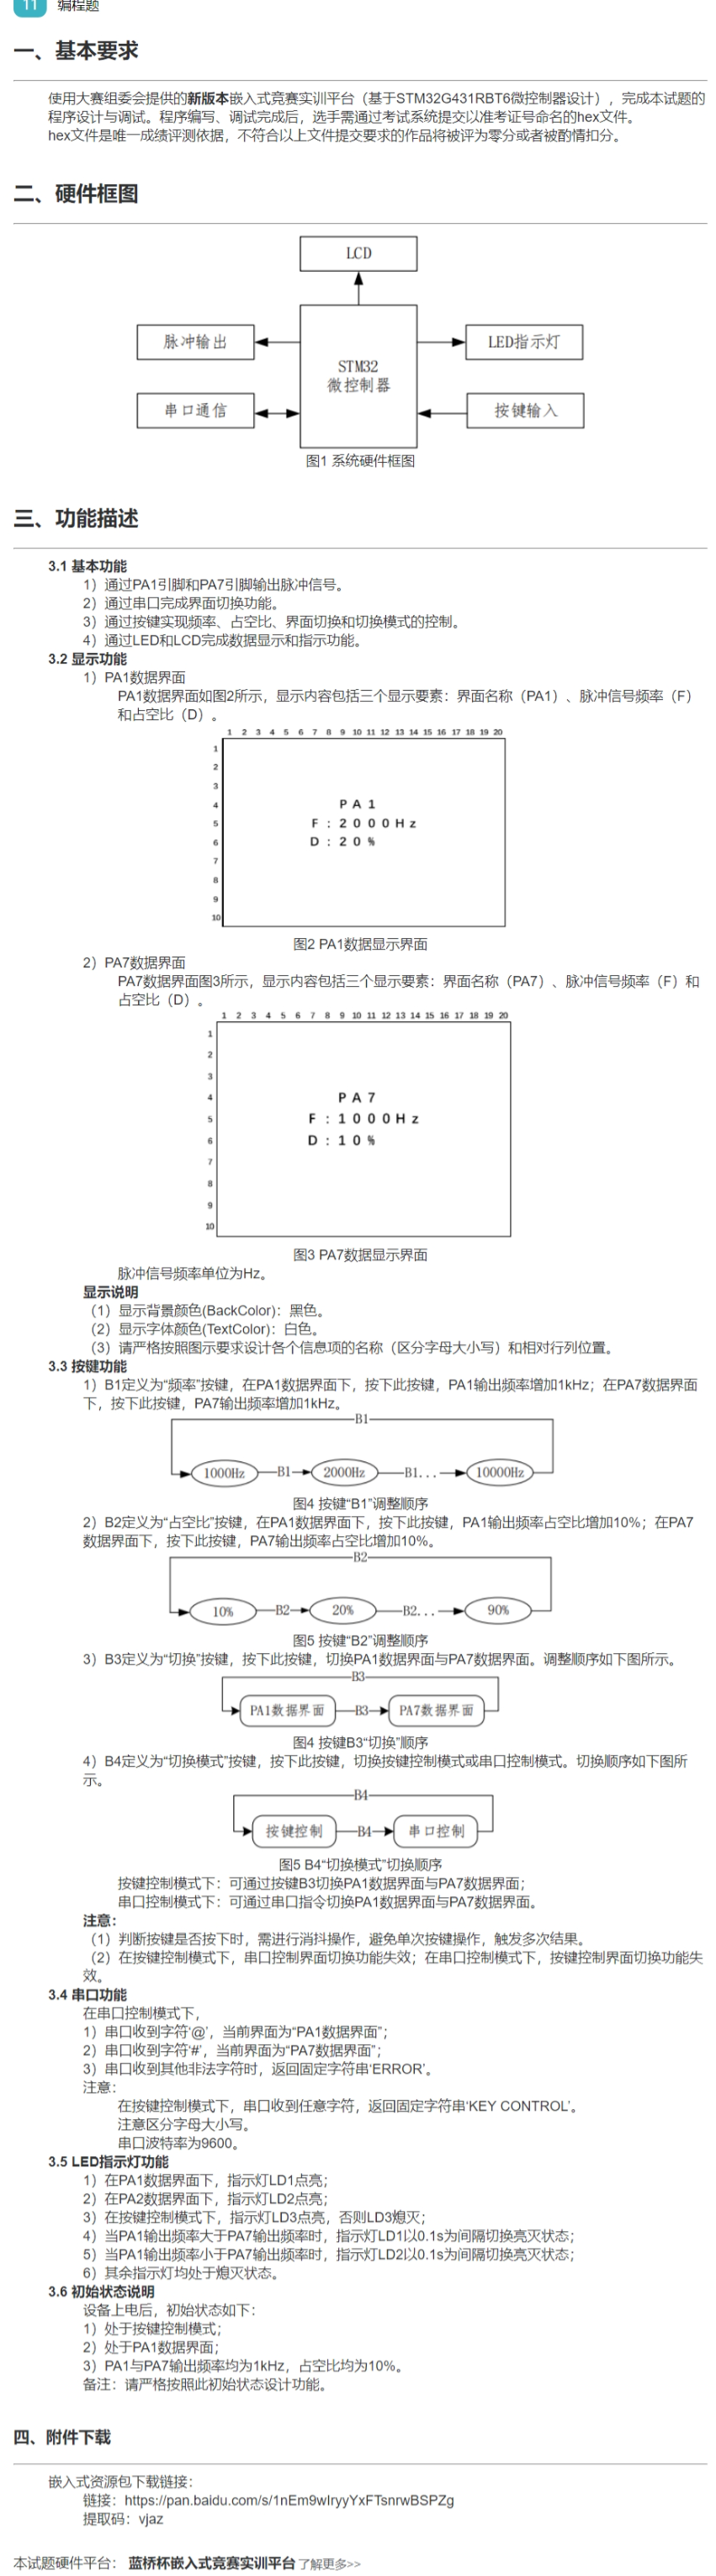 11 编程题
一、基本要求
使用大赛组委会提供的新版本嵌入式竞赛实训平台（基于STM32G431RBT6微控制器设计），完成本试题的
程序设计与调试。程序编写、调试完成后，选手需通过考试系统提交以准考证号命名的hex文件。
hex文件是唯一成绩评测依据，不符合以上文件提交要求的作品将被评为零分或者被酌情扣分。
二、硬件框图
LCD
脉冲输出
LED指示灯
STM32
微控制器
串口通信
按键输入
图1 系统硬件框图
三、功能描述
3.1 基本功能
1）通过PA1引脚和PA7引脚输出脉冲信号。
2）通过串口完成界面切换功能。
3）通过按键实现频率、占空比、界面切换和切换模式的控制。
4）通过LED和LCD完成数据显示和指示功能。
3.2 显示功能
1）PA1数据界面
PA1数据界面如图2所示，显示内容包括三个显示要素：界面名称（PA1）、脉冲信号频率（F）
和占空比（D）。
1 2 3 4 5 6 7 8 9 10 11 12 13 14 15 16 17 18 19 20
1
2
3
4 PA1
5 F:2000Hz
6 D:20%
7
8
9
10
图2 PA1数据显示界面
2）PA7数据界面
PA7数据界面图3所示，显示内容包括三个显示要素：界面名称（PA7）、脉冲信号频率（F）和
占空比（D）。
1 2 3 4 5 6 7 8 9 10 11 12 13 14 15 16 17 18 19 20
1
2
3
4 PA7
5 F:1000Hz
6 D:10%
7
8
9
10
图3 PA7数据显示界面
脉冲信号频率单位为Hz。
显示说明
（1）显示背景颜色(BackColor)：黑色。
（2）显示字体颜色(TextColor)：白色。
（3）请严格按照图示要求设计各个信息项的名称（区分字母大小写）和相对行列位置。
3.3 按键功能
1）B1定义为“频率”按键，在PA1数据界面下，按下此按键，PA1输出频率增加1kHz；在PA7数据界面
下，按下此按键，PA7输出频率增加1kHz。
B1
1000Hz B1 2000Hz B1... 10000Hz
图4 按键“B1”调整顺序
2）B2定义为“占空比”按键，在PA1数据界面下，按下此按键，PA1输出频率占空比增加10%；在PA7
数据界面下，按下此按键，PA7输出频率占空比增加10%。
B2
10% B2 20% B2... 90%
图5 按键“B2”调整顺序
3）B3定义为“切换”按键，按下此按键，切换PA1数据界面与PA7数据界面。调整顺序如下图所示。
B3
PA1数据界面 B3 PA7数据界面
图4 按键B3“切换”顺序
4）B4定义为“切换模式”按键，按下此按键，切换按键控制模式或串口控制模式。切换顺序如下图所
示。
B4
按键控制 B4 串口控制
图5 B4“切换模式”切换顺序
按键控制模式下：可通过按键B3切换PA1数据界面与PA7数据界面；
串口控制模式下：可通过串口指令切换PA1数据界面与PA7数据界面。
注意：
（1）判断按键是否按下时，需进行消抖操作，避免单次按键操作，触发多次结果。
（2）在按键控制模式下，串口控制界面切换功能失效；在串口控制模式下，按键控制界面切换功能失
效。
3.4 串口功能
在串口控制模式下，
1）串口收到字符‘@’，当前界面为“PA1数据界面”；
2）串口收到字符‘#’，当前界面为“PA7数据界面”；
3）串口收到其他非法字符时，返回固定字符串‘ERROR’。
注意：
在按键控制模式下，串口收到任意字符，返回固定字符串‘KEY CONTROL’。
注意区分字母大小写。
串口波特率为9600。
3.5 LED指示灯功能
1）在PA1数据界面下，指示灯LD1点亮；
2）在PA2数据界面下，指示灯LD2点亮；
3）在按键控制模式下，指示灯LD3点亮，否则LD3熄灭；
4）当PA1输出频率大于PA7输出频率时，指示灯LD1以0.1s为间隔切换亮灭状态；
5）当PA1输出频率小于PA7输出频率时，指示灯LD2以0.1s为间隔切换亮灭状态；
6）其余指示灯均处于熄灭状态。
3.6 初始状态说明
设备上电后，初始状态如下：
1）处于按键控制模式；
2）处于PA1数据界面；
3）PA1与PA7输出频率均为1kHz，占空比均为10%。
备注：请严格按照此初始状态设计功能。
四、附件下载
嵌入式资源包下载链接：
链接：https://pan.baidu.com/s/1nEm9wIryyYxFTsnrwBSPZg
提取码：vjaz
本试题硬件平台： 蓝桥杯嵌入式竞赛实训平台 了解更多>>